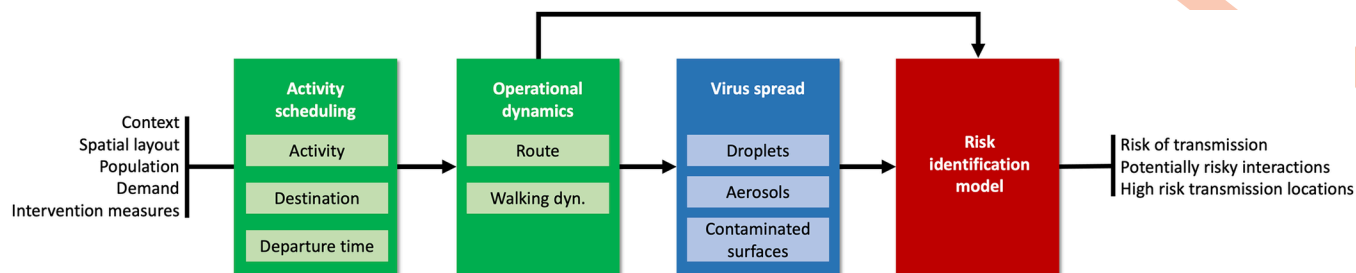 Context
Spatial layout
Population
Demand
Intervention measures
Activity
scheduling
Activity
Destination
Departure time
Operational
dynamics
Route
Walking dyn.
Virus spread
Droplets
Aerosols
Contaminated
surfaces
Risk
identification
model
Risk of transmission
Potentially risky interactions
High risk transmission locations